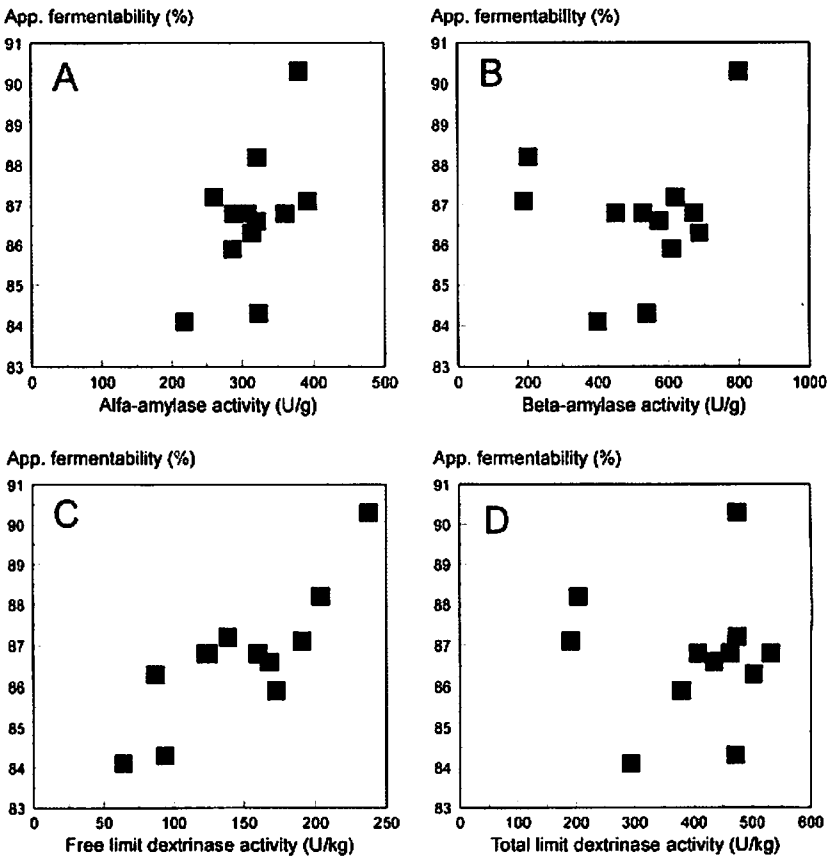 App. fermentability (%)
A
91
90
89
88
87
86
85
84
83
0 100 200 300 400 500
Alfa-amylase activity (U/g)
App. fermentability (%)
B
91
90
89
88
87
86
85
84
83
0 200 400 600 800 1000
Beta-amylase activity (U/g)
App. fermentability (%)
C
91
90
89
88
87
86
85
84
83
0 50 100 150 200 250
Free limit dextrinase activity (U/kg)
App. fermentability (%)
D
91
90
89
88
87
86
85
84
83
0 100 200 300 400 500 600
Total limit dextrinase activity (U/kg)